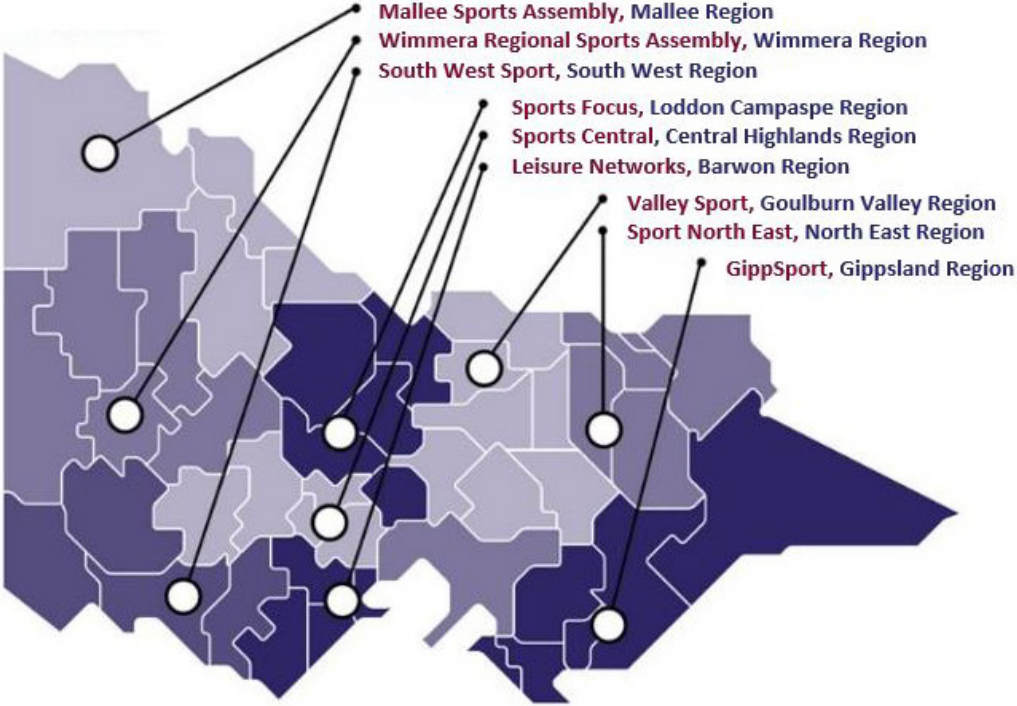 Mallee Sports Assembly, Mallee Region
Wimmera Regional Sports Assembly, Wimmera Region
South West Sport, South West Region
Sports Focus, Loddon Campaspe Region
Sports Central, Central Highlands Region
Leisure Networks, Barwon Region
Valley Sport, Goulburn Valley Region
Sport North East, North East Region
GippSport, Gippsland Region